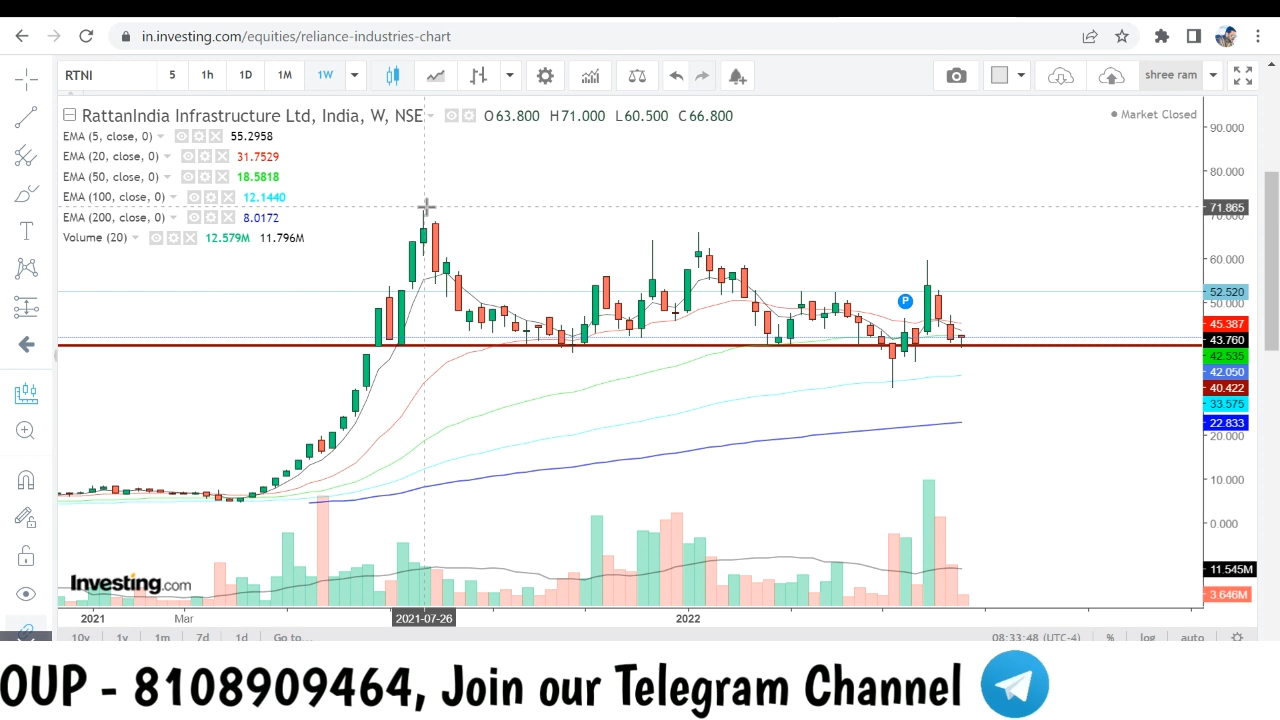 in.investing.com/equities/reliance-industries-chart
RTNI 5 1h 1D 1M 1W shree ram
RattanIndia Infrastructure Ltd, India, W, NSE O63.800 H71.000 L60.500 C66.800
Market Closed
EMA (5, close, 0) 55.2958
EMA (20, close, 0) 31.7529
EMA (50, close, 0) 18.5818
EMA (100, close, 0) 12.1440
EMA (200, close, 0) 8.0172
Volume (20) 12.579M 11.796M
90.000
80.000
71.865
70.000
60.000
P
52.520
50.000
45.387
43.760
42.535
42.050
40.422
33.575
22.833
20.000
10.000
0.000
11.545M
3.646M
Investing.com
2021 Mar 2021-07-26 2022
10y 1y 1m 7d 1d Go to... 08:33:48 (UTC-4) % log auto
OUP - 8108909464, Join our Telegram Channel